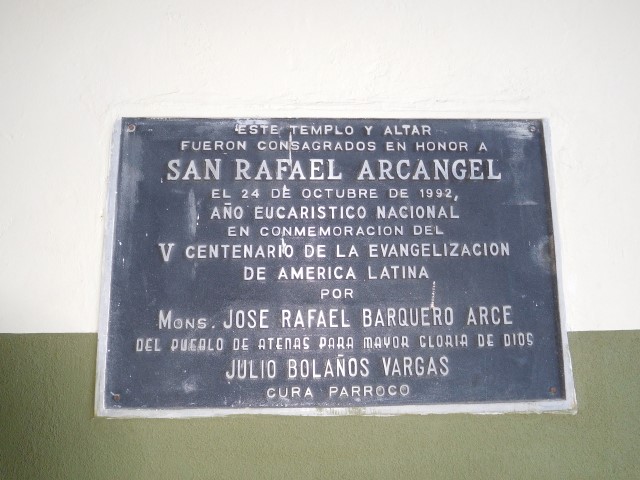 ESTE TEMPLO Y ALTAR
FUERON CONSAGRADOS EN HONOR A
SAN RAFAEL ARCANGEL
EL 24 DE OCTUBRE DE 1992,
AÑO EUCARISTICO NACIONAL
EN CONMEMORACION DEL
V CENTENARIO DE LA EVANGELIZACION
DE AMERICA LATINA
POR
MONS. JOSE RAFAEL BARQUERO ARCE
DEL PUEBLO DE ATENAS PARA MAYOR GLORIA DE DIOS
JULIO BOLAÑOS VARGAS
CURA PARROCO